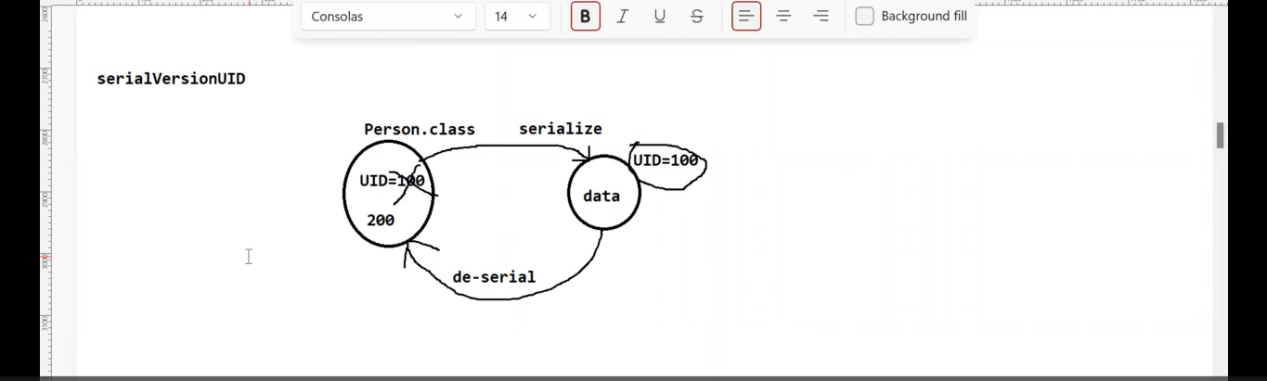 Consolas
14
B
I
U
S
Background fill
serialVersionUID
Person.class
serialize
UID=100
UID=100
data
200
de-serial